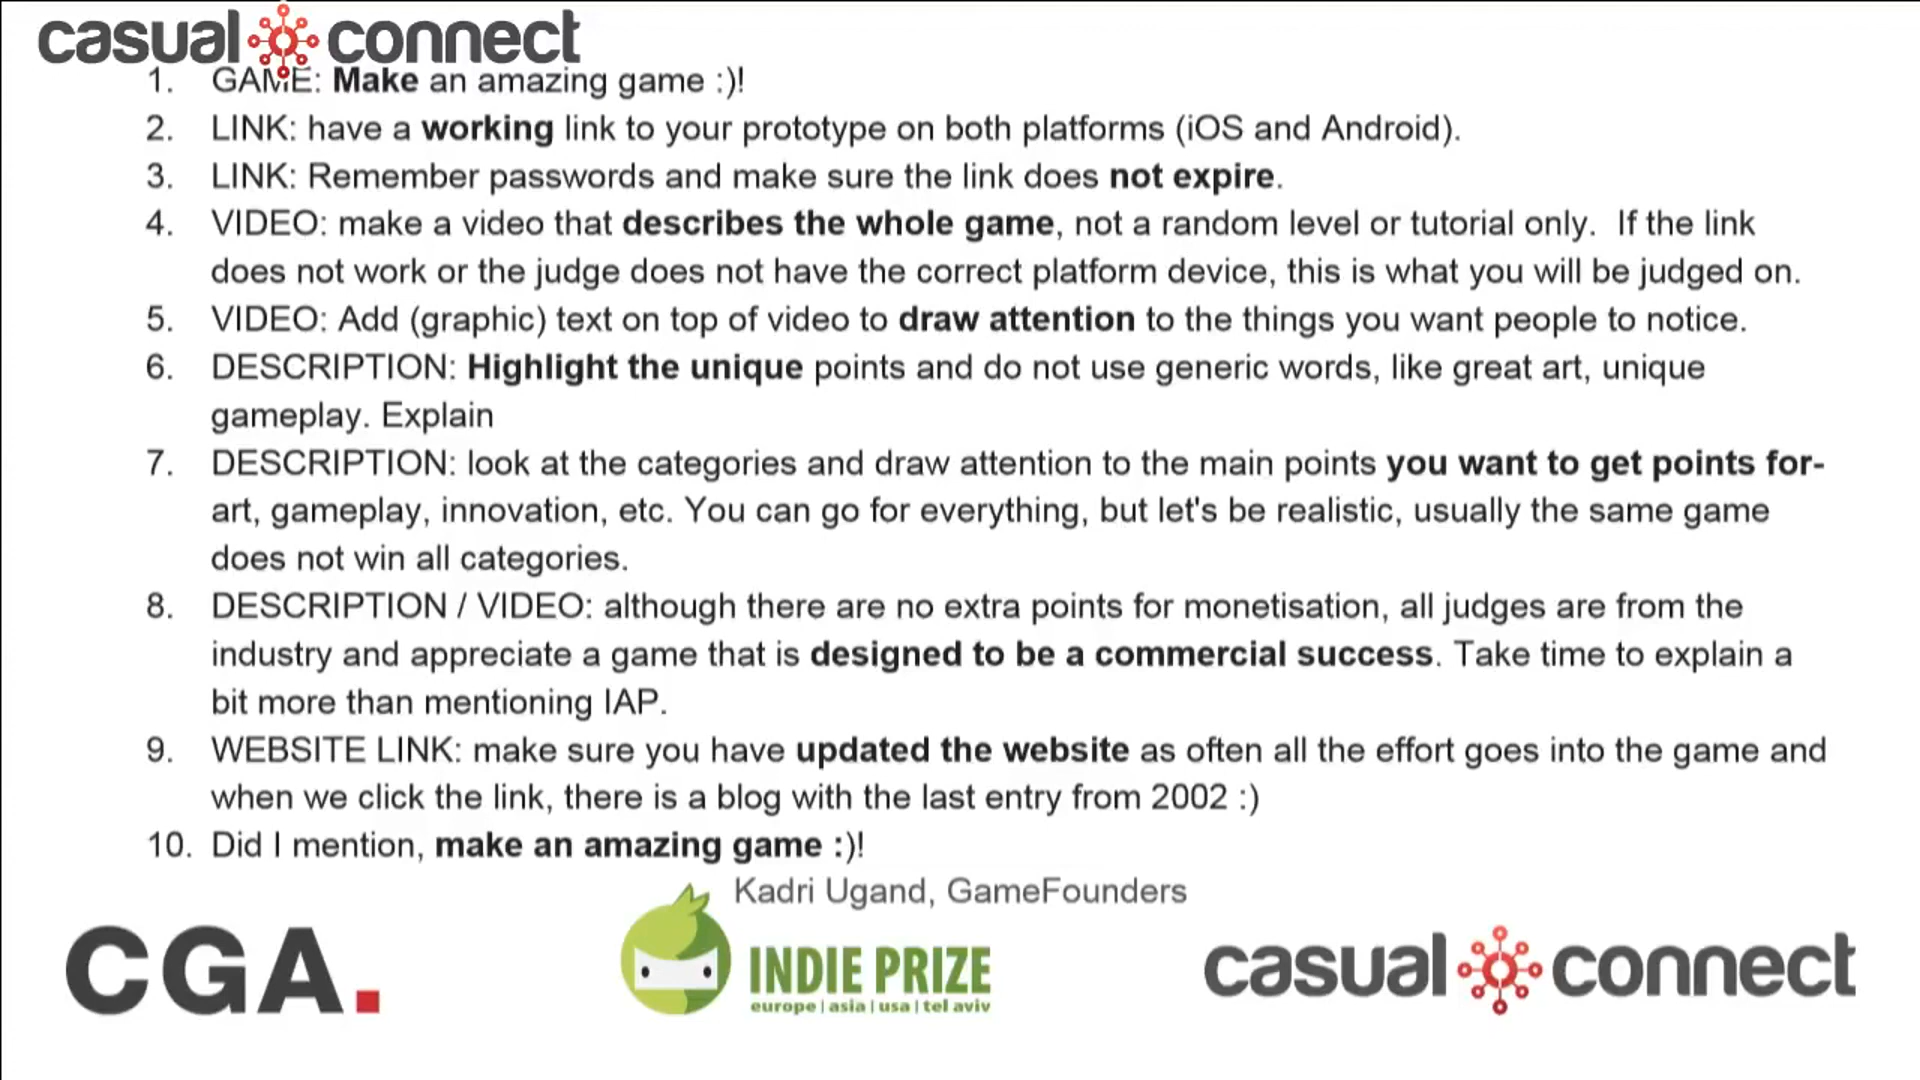 casual connect
1. GAME: Make an amazing game :)!
2. LINK: have a working link to your prototype on both platforms (iOS and Android).
3. LINK: Remember passwords and make sure the link does not expire.
4. VIDEO: make a video that describes the whole game, not a random level or tutorial only.  If the link
does not work or the judge does not have the correct platform device, this is what you will be judged on.
5. VIDEO: Add (graphic) text on top of video to draw attention to the things you want people to notice.
6. DESCRIPTION: Highlight the unique points and do not use generic words, like great art, unique
gameplay. Explain
7. DESCRIPTION: look at the categories and draw attention to the main points you want to get points for-
art, gameplay, innovation, etc. You can go for everything, but let's be realistic, usually the same game
does not win all categories.
8. DESCRIPTION / VIDEO: although there are no extra points for monetisation, all judges are from the
industry and appreciate a game that is designed to be a commercial success. Take time to explain a
bit more than mentioning IAP.
9. WEBSITE LINK: make sure you have updated the website as often all the effort goes into the game and
when we click the link, there is a blog with the last entry from 2002 :)
10. Did I mention, make an amazing game :)!
Kadri Ugand, GameFounders
CGA.
INDIE PRIZE
europe | asia | usa | tel aviv
casual connect